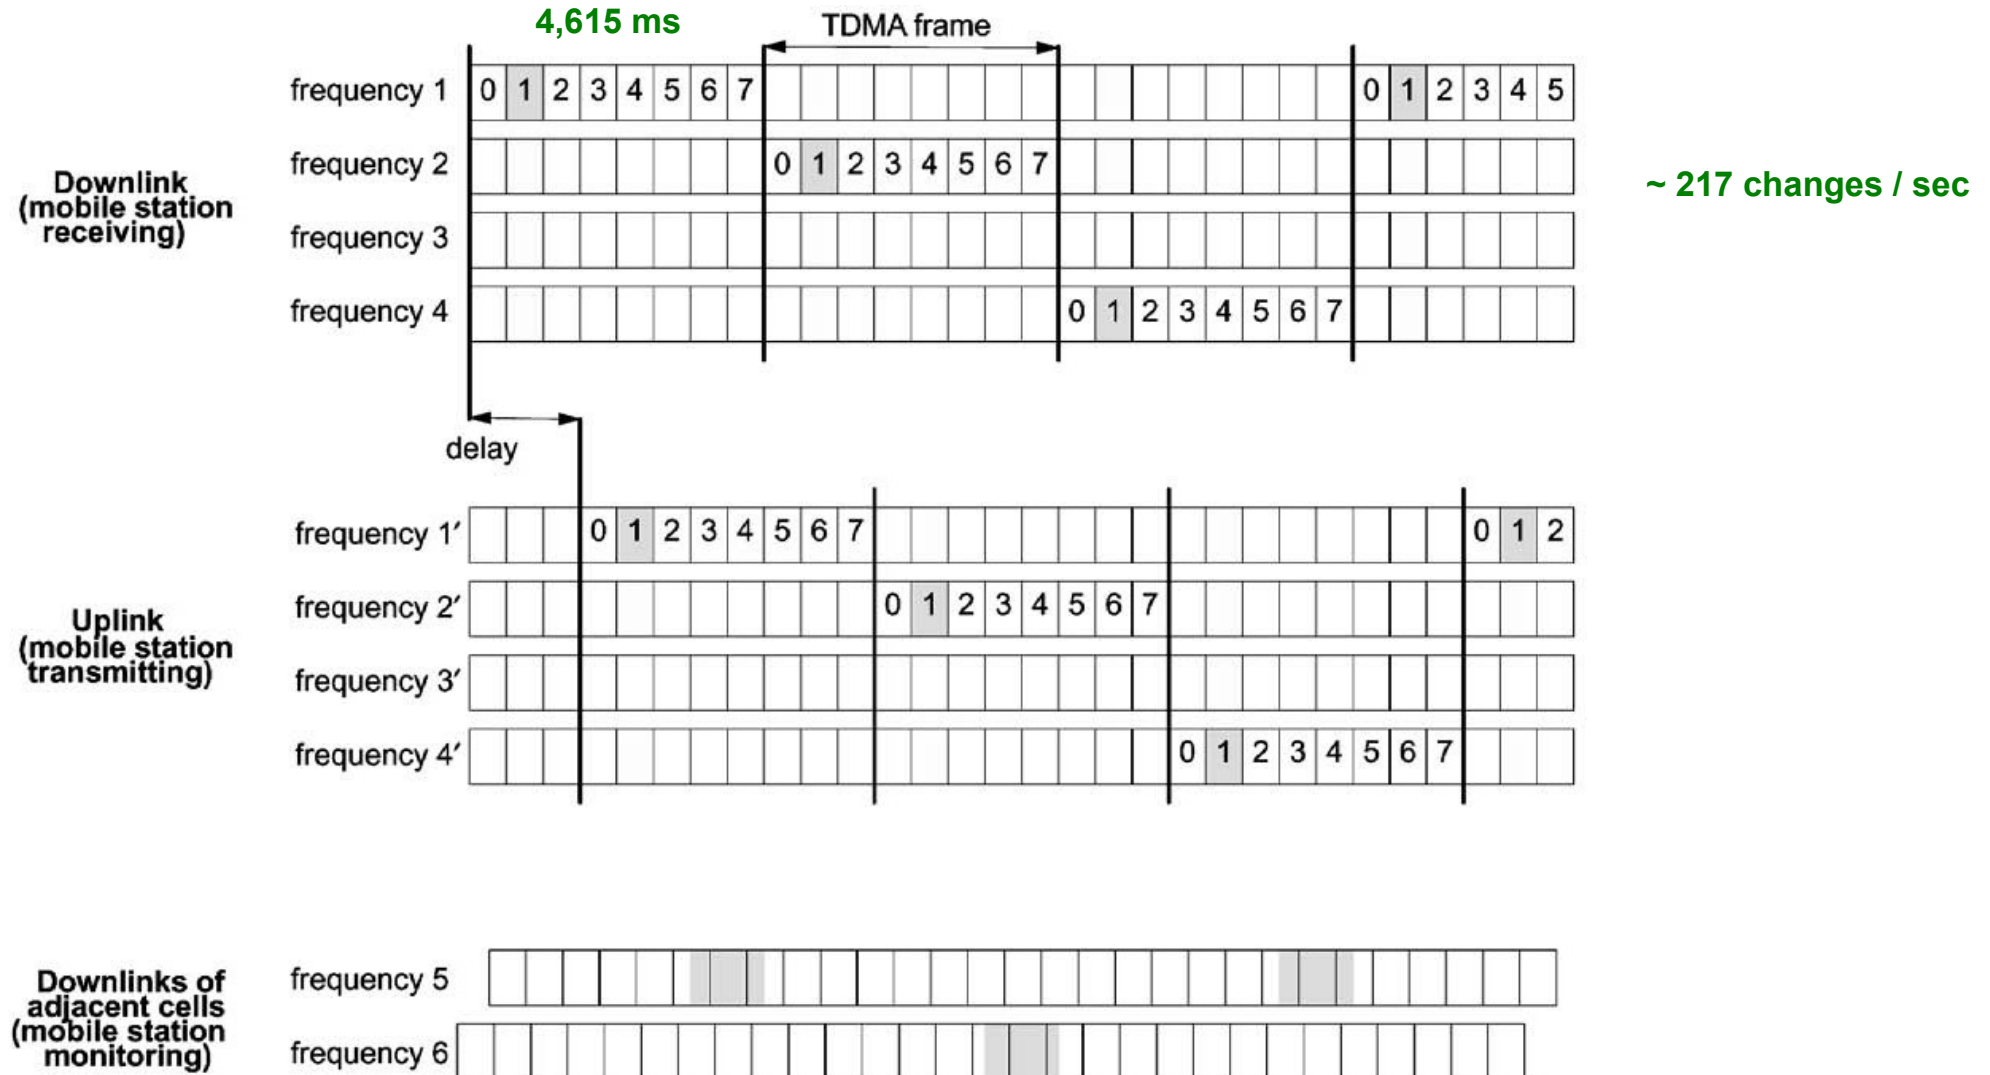 4,615 ms
TDMA frame
frequency 1 0 1 2 3 4 5 6 7 0 1 2 3 4 5
frequency 2 0 1 2 3 4 5 6 7
Downlink
(mobile station
receiving)
~ 217 changes / sec
frequency 3
frequency 4 0 1 2 3 4 5 6 7
delay
frequency 1′ 0 1 2 3 4 5 6 7 0 1 2
frequency 2′ 0 1 2 3 4 5 6 7
Uplink
(mobile station
transmitting)
frequency 3′
frequency 4′ 0 1 2 3 4 5 6 7
Downlinks of
adjacent cells
(mobile station
monitoring)
frequency 5
frequency 6